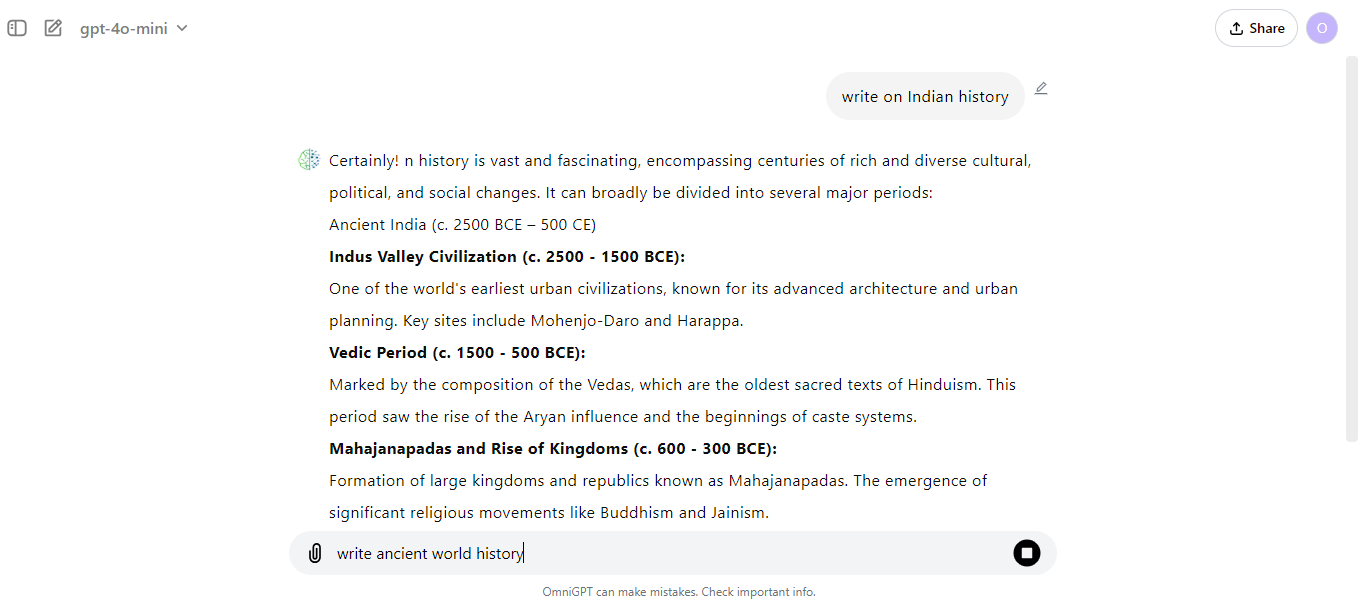 gpt-4o-mini
Share
O
write on Indian history
Certainly! n history is vast and fascinating, encompassing centuries of rich and diverse cultural,
political, and social changes. It can broadly be divided into several major periods:
Ancient India (c. 2500 BCE – 500 CE)
Indus Valley Civilization (c. 2500 - 1500 BCE):
One of the world's earliest urban civilizations, known for its advanced architecture and urban
planning. Key sites include Mohenjo-Daro and Harappa.
Vedic Period (c. 1500 - 500 BCE):
Marked by the composition of the Vedas, which are the oldest sacred texts of Hinduism. This
period saw the rise of the Aryan influence and the beginnings of caste systems.
Mahajanapadas and Rise of Kingdoms (c. 600 - 300 BCE):
Formation of large kingdoms and republics known as Mahajanapadas. The emergence of
significant religious movements like Buddhism and Jainism.
write ancient world history
OmniGPT can make mistakes. Check important info.